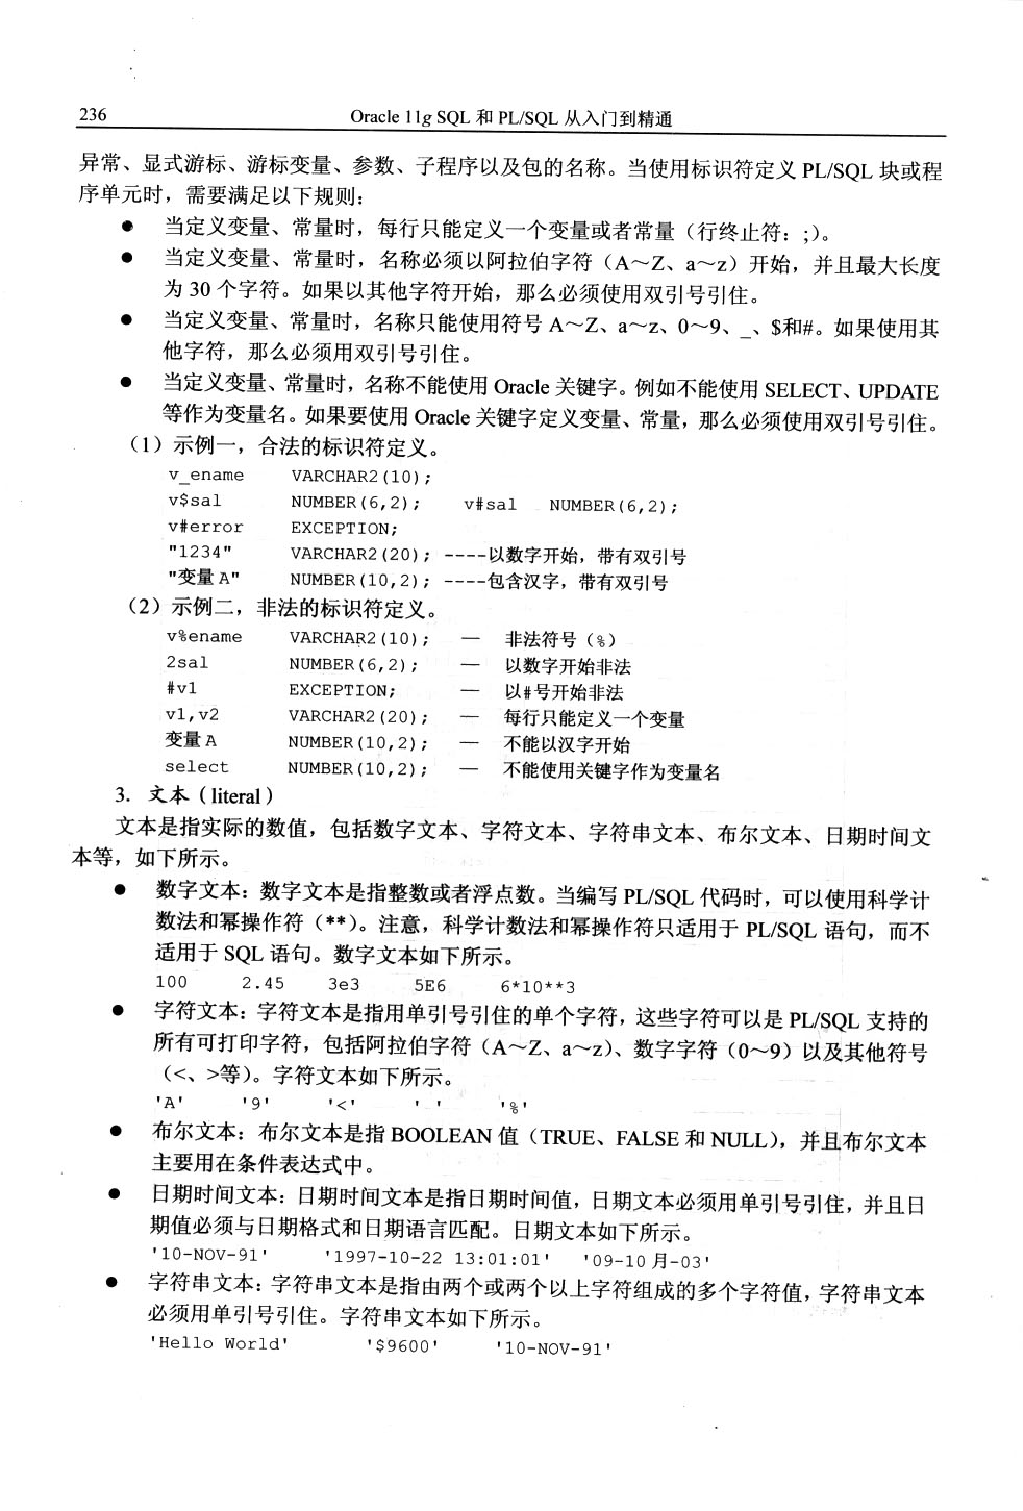 236 Oracle 11g SQL 和 PL/SQL 从入门到精通
异常、显式游标、游标变量、参数、子程序以及包的名称。当使用标识符定义 PL/SQL 块或程
序单元时，需要满足以下规则：
● 当定义变量、常量时，每行只能定义一个变量或者常量（行终止符：;）。
● 当定义变量、常量时，名称必须以阿拉伯字符（A～Z、a～z）开始，并且最大长度
为 30 个字符。如果以其他字符开始，那么必须使用双引号引住。
● 当定义变量、常量时，名称只能使用符号 A～Z、a～z、0～9、_、$和#。如果使用其
他字符，那么必须用双引号引住。
● 当定义变量、常量时，名称不能使用 Oracle 关键字。例如不能使用 SELECT、UPDATE
等作为变量名。如果要使用 Oracle 关键字定义变量、常量，那么必须使用双引号引住。
（1）示例一，合法的标识符定义。
v_ename VARCHAR2(10);
v$sal NUMBER(6,2); v#sal NUMBER(6,2);
v#error EXCEPTION;
"1234" VARCHAR2(20); ----以数字开始，带有双引号
"变量 A" NUMBER(10,2); ----包含汉字，带有双引号
（2）示例二，非法的标识符定义。
v%ename VARCHAR2(10); — 非法符号（%）
2sal NUMBER(6,2); — 以数字开始非法
#v1 EXCEPTION; — 以#号开始非法
v1,v2 VARCHAR2(20); — 每行只能定义一个变量
变量 A NUMBER(10,2); — 不能以汉字开始
select NUMBER(10,2); — 不能使用关键字作为变量名
3. 文本（literal）
文本是指实际的数值，包括数字文本、字符文本、字符串文本、布尔文本、日期时间文
本等，如下所示。
● 数字文本：数字文本是指整数或者浮点数。当编写 PL/SQL 代码时，可以使用科学计
数法和幂操作符（**）。注意，科学计数法和幂操作符只适用于 PL/SQL 语句，而不
适用于 SQL 语句。数字文本如下所示。
100 2.45 3e3 5E6 6*10**3
● 字符文本：字符文本是指用单引号引住的单个字符，这些字符可以是 PL/SQL 支持的
所有可打印字符，包括阿拉伯字符（A～Z、a～z）、数字字符（0～9）以及其他符号
（<、>等）。字符文本如下所示。
'A' '9' '<' ' ' '%'
● 布尔文本：布尔文本是指 BOOLEAN 值（TRUE、FALSE 和 NULL），并且布尔文本
主要用在条件表达式中。
● 日期时间文本：日期时间文本是指日期时间值，日期文本必须用单引号引住，并且日
期值必须与日期格式和日期语言匹配。日期文本如下所示。
'10-NOV-91' '1997-10-22 13:01:01' '09-10 月-03'
● 字符串文本：字符串文本是指由两个或两个以上字符组成的多个字符值，字符串文本
必须用单引号引住。字符串文本如下所示。
'Hello World' '$9600' '10-NOV-91'